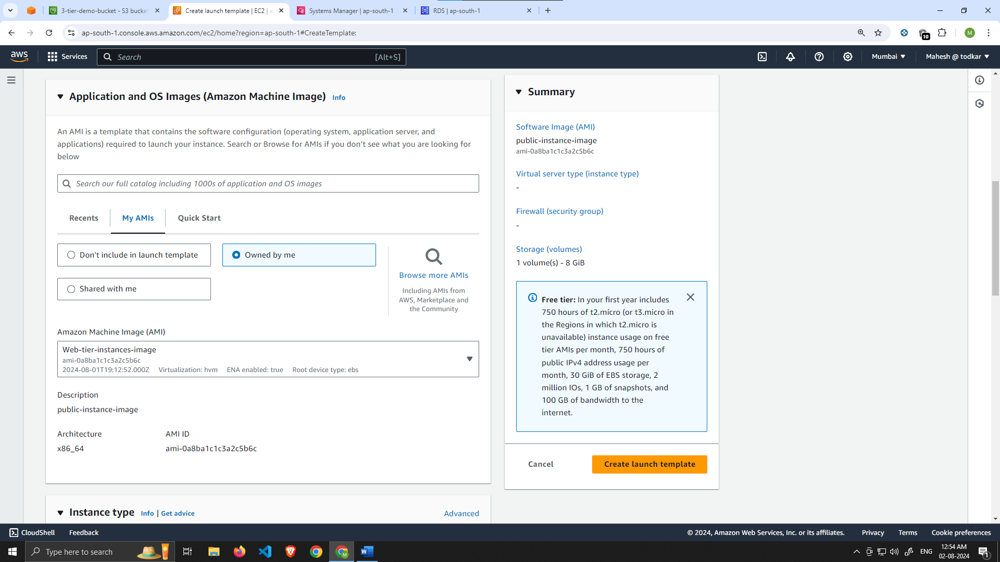 3-tier-demo-bucket - S3 bucket
Create launch template | EC2 | a
Systems Manager | ap-south-1
RDS | ap-south-1
ap-south-1.console.aws.amazon.com/ec2/home?region=ap-south-1#CreateTemplate:
10
M
aws
Services
Search
[Alt+S]
Mumbai
Mahesh @ todkar
Application and OS Images (Amazon Machine Image) Info
An AMI is a template that contains the software configuration (operating system, application server, and
applications) required to launch your instance. Search or Browse for AMIs if you don’t see what you are looking for
below
Search our full catalog including 1000s of application and OS images
Recents
My AMIs
Quick Start
Don't include in launch template
Owned by me
Shared with me
Browse more AMIs
Including AMIs from
AWS, Marketplace and
the Community
Amazon Machine Image (AMI)
Web-tier-instances-image
ami-0a8ba1c1c3a2c5b6c
2024-08-01T19:12:52.000Z Virtualization: hvm ENA enabled: true Root device type: ebs
Description
public-instance-image
Architecture
x86_64
AMI ID
ami-0a8ba1c1c3a2c5b6c
Instance type Info | Get advice
Advanced
Summary
Software Image (AMI)
public-instance-image
ami-0a8ba1c1c3a2c5b6c
Virtual server type (instance type)
-
Firewall (security group)
-
Storage (volumes)
1 volume(s) - 8 GiB
Free tier: In your first year includes
750 hours of t2.micro (or t3.micro in
the Regions in which t2.micro is
unavailable) instance usage on free
tier AMIs per month, 750 hours of
public IPv4 address usage per
month, 30 GiB of EBS storage, 2
million IOs, 1 GB of snapshots, and
100 GB of bandwidth to the
internet.
Cancel
Create launch template
CloudShell
Feedback
© 2024, Amazon Web Services, Inc. or its affiliates.
Privacy
Terms
Cookie preferences
Type here to search
M
W
ENG
12:54 AM
02-08-2024
1